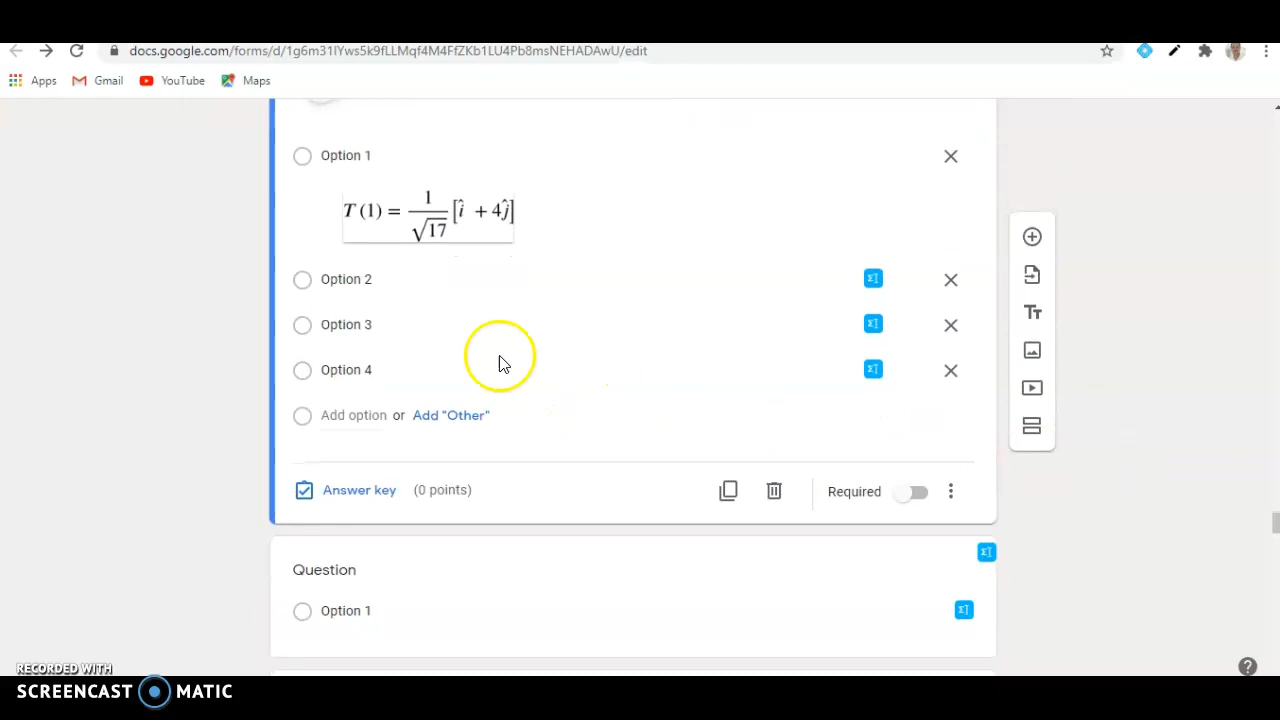 docs.google.com/forms/d/1g6m31lYws5k9fLLMqf4M4FfZKb1LU4Pb8msNEHADAwU/edit
Apps Gmail YouTube Maps
Option 1
T (1) = 1/√17 [î + 4ĵ]
Option 2
Option 3
Option 4
Add option or Add "Other"
Answer key (0 points) Required
Question
Option 1
RECORDED WITH
SCREENCAST MATIC